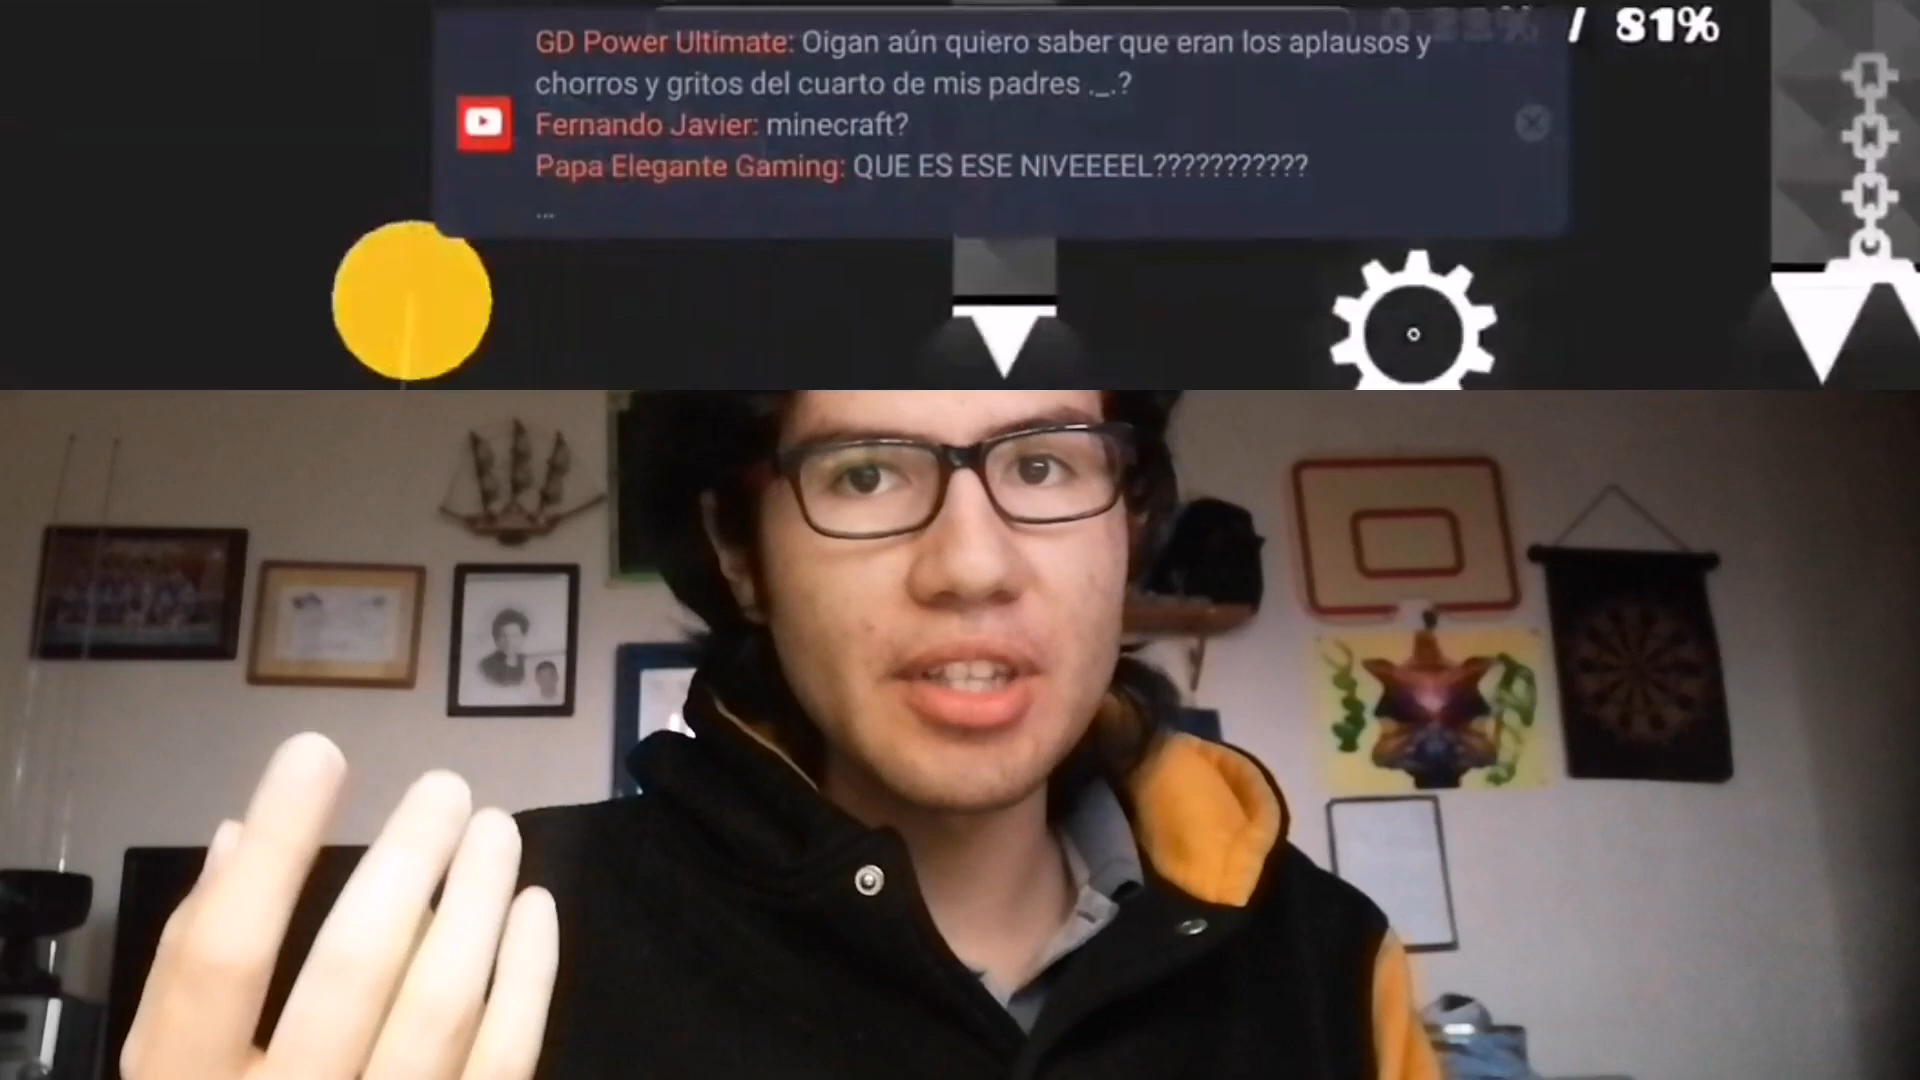 GD Power Ultimate: Oigan aún quiero saber que eran los aplausos y
chorros y gritos del cuarto de mis padres ._.?
Fernando Javier: minecraft?
Papa Elegante Gaming: QUE ES ESE NIVEEEEL???????????
...
/ 81%